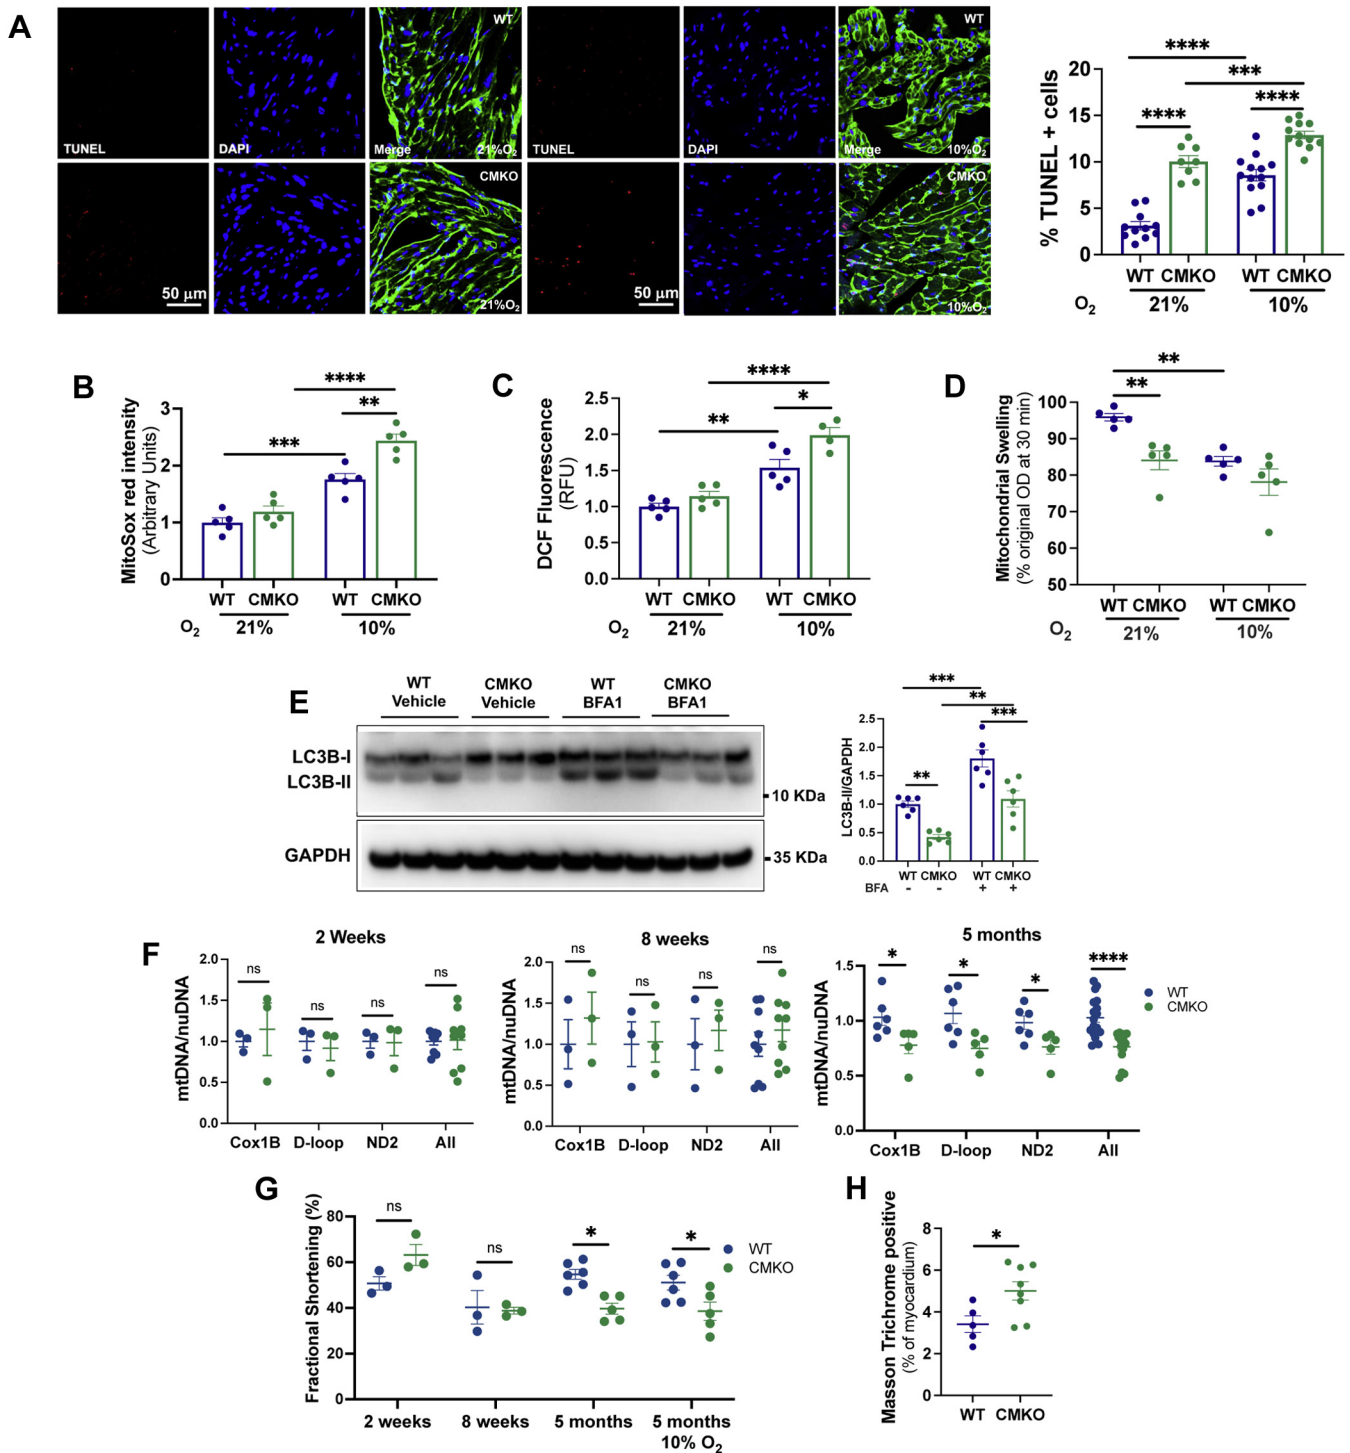 A
WT
WT
TUNEL
DAPI
Merge
21%O₂
TUNEL
DAPI
Merge
10%O₂
CMKO
CMKO
50 µm
21%O₂
50 µm
10%O₂
% TUNEL + cells
20
15
10
5
0
****
***
****
****
WT CMKO WT CMKO
O₂ 21% 10%
B
MitoSox red intensity
(Arbitrary Units)
3
2
1
0
****
**
***
WT CMKO WT CMKO
O₂ 21% 10%
C
DCF Fluorescence
(RFU)
2.5
2.0
1.5
1.0
0.5
0.0
****
*
**
WT CMKO WT CMKO
O₂ 21% 10%
D
Mitochondrial Swelling
(% original OD at 30 min)
100
90
80
70
60
50
**
**
WT CMKO WT CMKO
O₂ 21% 10%
E
WT
Vehicle
CMKO
Vehicle
WT
BFA1
CMKO
BFA1
LC3B-I
LC3B-II
10 KDa
GAPDH
35 KDa
LC3B-II/GAPDH
2.5
2.0
1.5
1.0
0.5
0.0
***
**
***
**
WT CMKO WT CMKO
BFA - - + +
F
2 Weeks
mtDNA/nuDNA
2.0
1.5
1.0
0.5
0.0
ns
ns
ns
ns
Cox1B D-loop ND2 All
8 weeks
mtDNA/nuDNA
2.0
1.5
1.0
0.5
0.0
ns
ns
ns
ns
Cox1B D-loop ND2 All
5 months
mtDNA/nuDNA
1.5
1.0
0.5
0.0
*
*
*
****
WT
CMKO
Cox1B D-loop ND2 All
G
Fractional Shortening (%)
80
60
40
20
0
ns
ns
*
*
WT
CMKO
2 weeks 8 weeks 5 months 5 months
10% O₂
H
Masson Trichrome positive
(% of myocardium)
8
6
4
2
0
*
WT CMKO